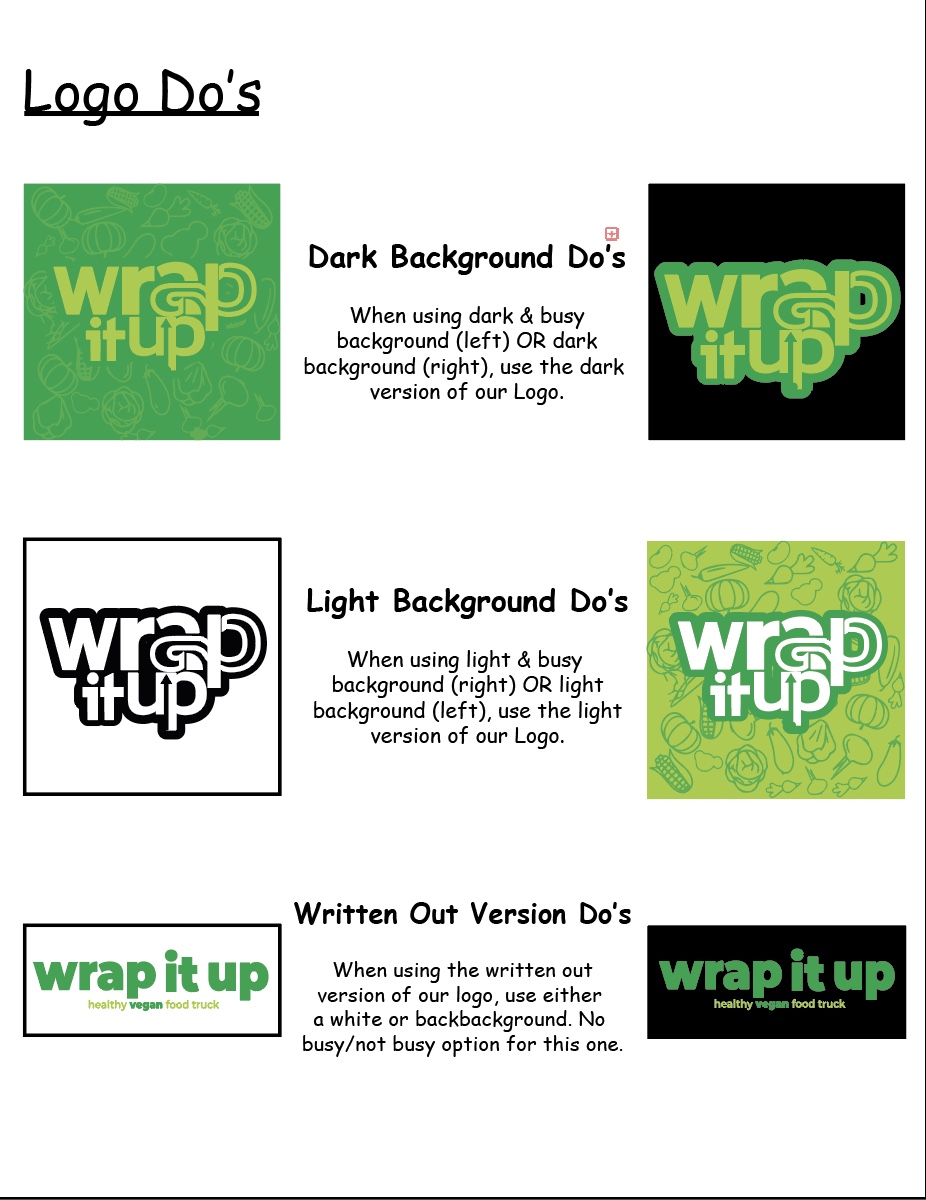 Logo Do's
wrap
it up
Dark Background Do's
When using dark & busy
background (left) OR dark
background (right), use the dark
version of our Logo.
wrap
it up
wrap
it up
Light Background Do's
When using light & busy
background (right) OR light
background (left), use the light
version of our Logo.
wrap
it up
wrap it up
healthy vegan food truck
Written Out Version Do's
When using the written out
version of our logo, use either
a white or backbackground. No
busy/not busy option for this one.
wrap it up
healthy vegan food truck